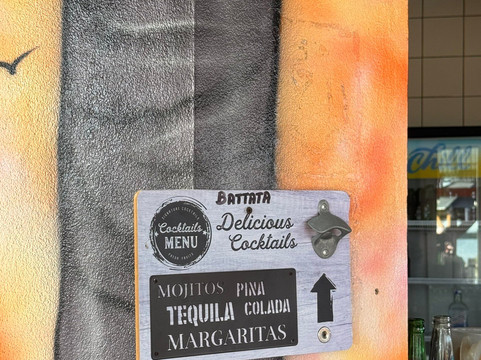 BATTATA
Delicious
Cocktails
Cocktails
MENU
MOJITOS PINA
TEQUILA COLADA
MARGARITAS